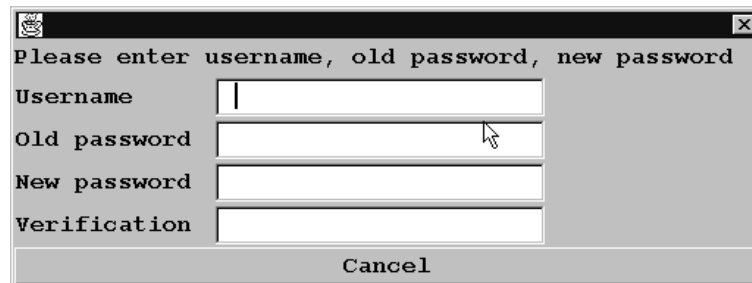 Please enter username, old password, new password
Username
Old password
New password
Verification
Cancel